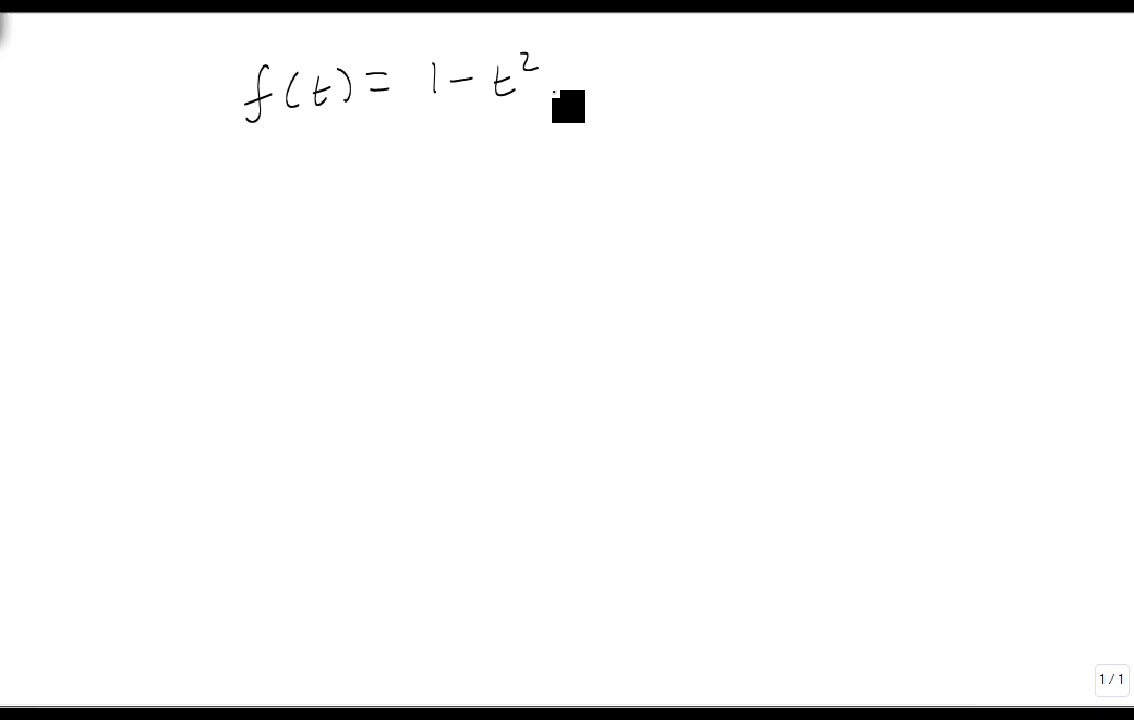 f(t) = 1 - t²
1 / 1